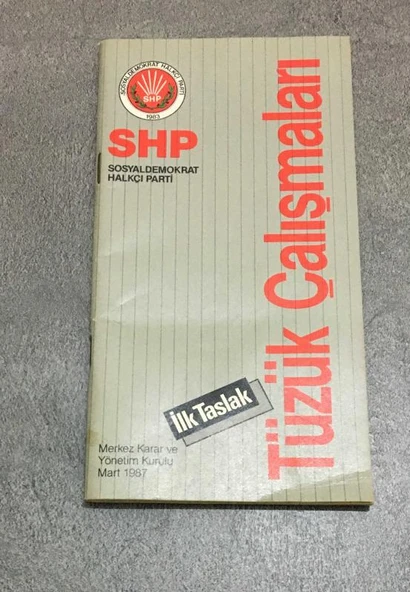 SOSYALDEMOKRAT HALKÇI PARTİ
SHP
1983
SHP
SOSYALDEMOKRAT
HALKÇI PARTİ
Tüzük Çalışmaları
İlk Taslak
Merkez Karar ve
Yönetim Kurulu
Mart 1987